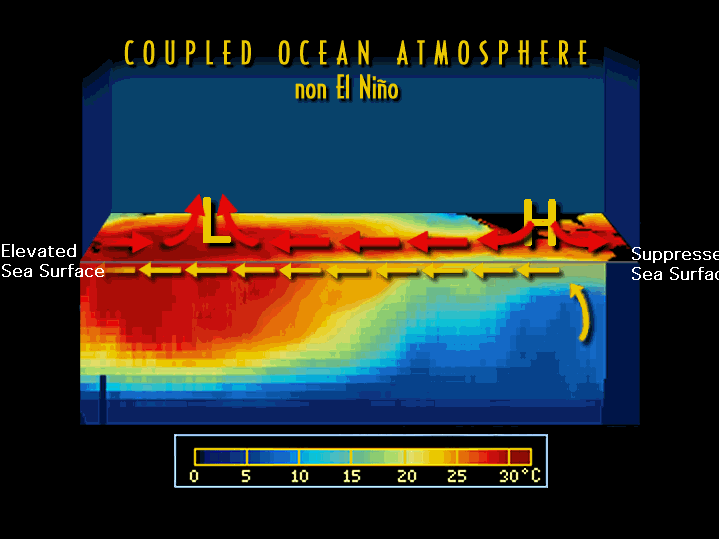 COUPLED OCEAN ATMOSPHERE
non El Niño
L
H
Elevated
Sea Surface
Suppresse
Sea Surfac
0 5 10 15 20 25 30°C